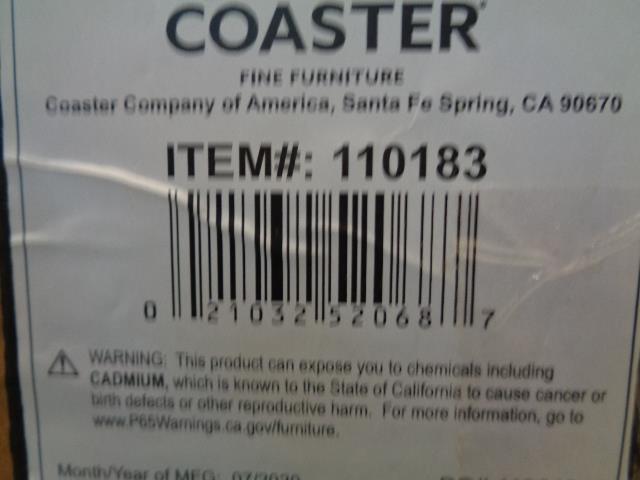 COASTER
FINE FURNITURE
Coaster Company of America, Santa Fe Spring, CA 90670
ITEM#: 110183
0 21032 52068 7
WARNING: This product can expose you to chemicals including
CADMIUM, which is known to the State of California to cause cancer or
birth defects or other reproductive harm. For more information, go to
www.P65Warnings.ca.gov/furniture.
Month/Year of MFG: 07/2020